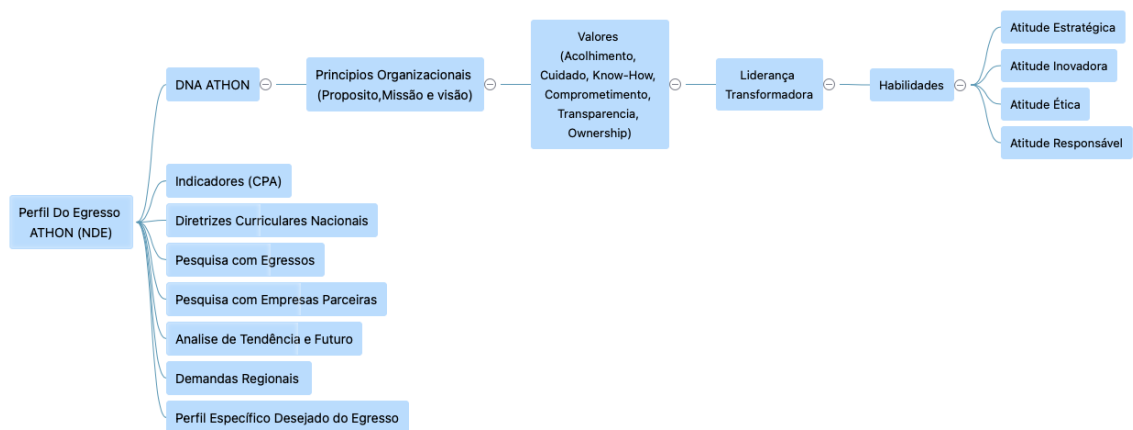 Perfil Do Egresso
ATHON (NDE)
DNA ATHON
Principios Organizacionais
(Proposito,Missão e visão)
Valores
(Acolhimento,
Cuidado, Know-How,
Comprometimento,
Transparencia,
Ownership)
Liderança
Transformadora
Habilidades
Atitude Estratégica
Atitude Inovadora
Atitude Ética
Atitude Responsável
Indicadores (CPA)
Diretrizes Curriculares Nacionais
Pesquisa com Egressos
Pesquisa com Empresas Parceiras
Analise de Tendência e Futuro
Demandas Regionais
Perfil Específico Desejado do Egresso